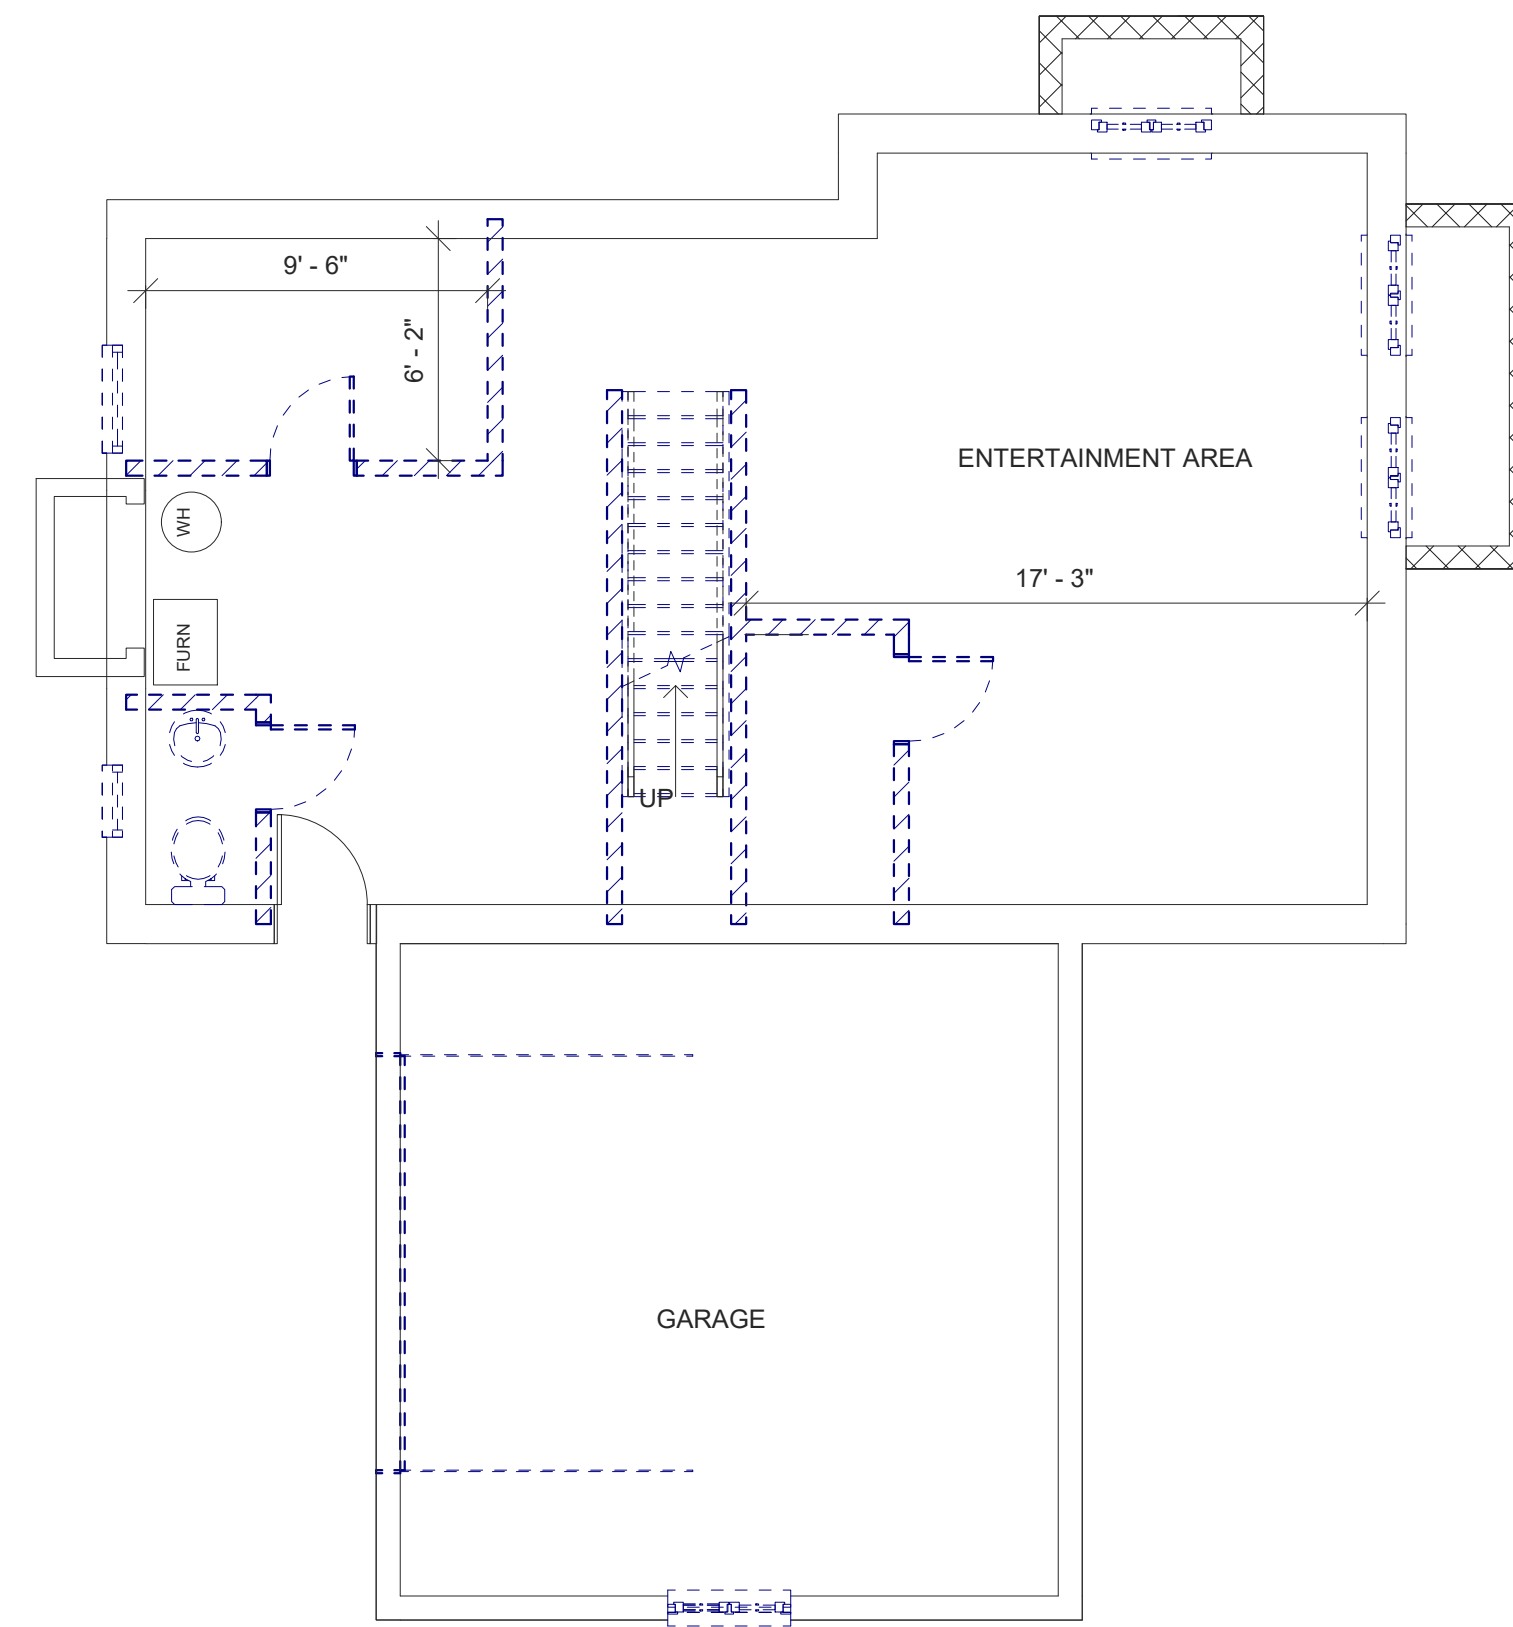 9' - 6"
6' - 2"
ENTERTAINMENT AREA
WH
17' - 3"
FURN
UP
GARAGE